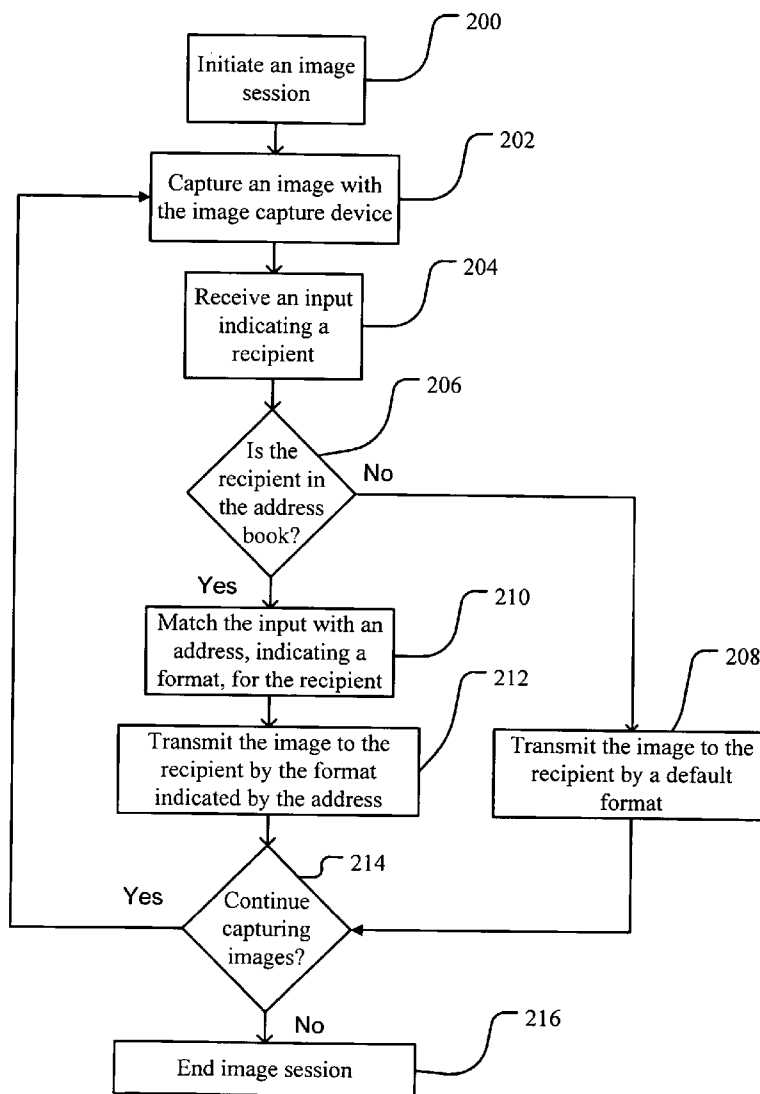 200
Initiate an image
session
202
Capture an image with
the image capture device
204
Receive an input
indicating a
recipient
206
Is the
recipient in
the address
book?
No
Yes
210
Match the input with an
address, indicating a
format, for the recipient
208
212
Transmit the image to the
recipient by the format
indicated by the address
Transmit the image to the
recipient by a default
format
214
Yes
Continue
capturing
images?
No
216
End image session